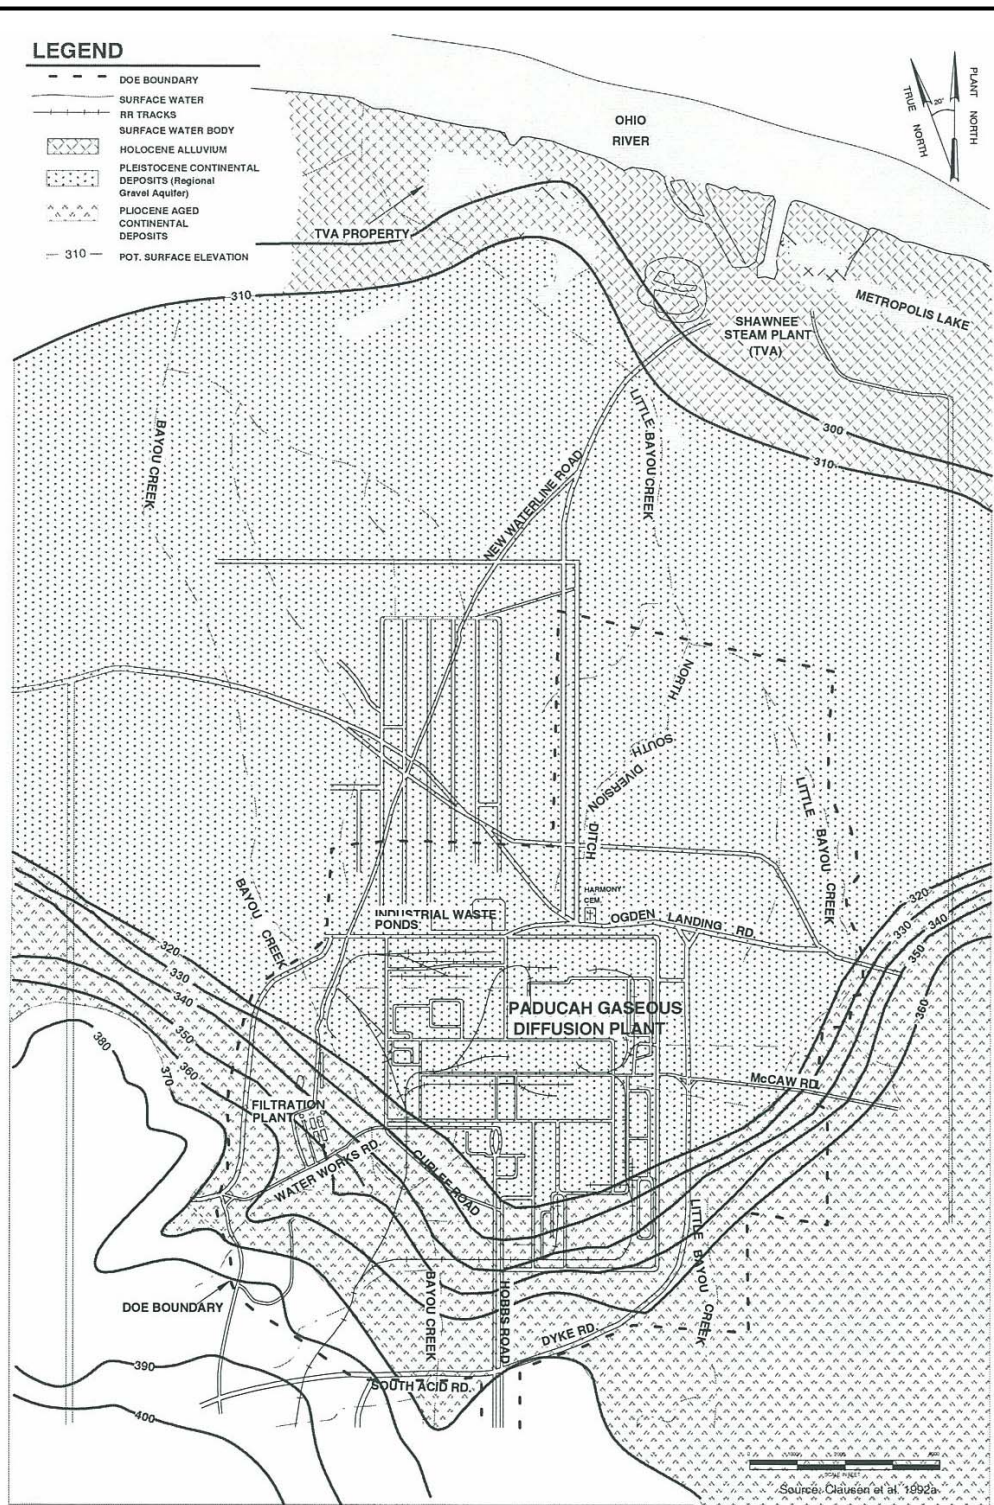 LEGEND
DOE BOUNDARY
SURFACE WATER
RR TRACKS
SURFACE WATER BODY
HOLOCENE ALLUVIUM
PLEISTOCENE CONTINENTAL
DEPOSITS (Regional
Gravel Aquifer)
PLIOCENE AGED
CONTINENTAL
DEPOSITS
310
POT. SURFACE ELEVATION
TRUE NORTH
20'
PLANT NORTH
OHIO
RIVER
TVA PROPERTY
METROPOLIS LAKE
SHAWNEE
STEAM PLANT
(TVA)
310
300
310
BAYOU CREEK
LITTLE BAYOU CREEK
NEW WATERLINE ROAD
NORTH
SOUTH
DIVERSION
DITCH
LITTLE BAYOU CREEK
HARMONY
CEM.
BAYOU CREEK
INDUSTRIAL WASTE
PONDS
OGDEN LANDING RD.
320
330
340
350
360
320
330
340
350
360
370
380
PADUCAH GASEOUS
DIFFUSION PLANT
McCAW RD.
FILTRATION
PLANT
WATER WORKS RD.
CURLEE ROAD
LITTLE BAYOU CREEK
BAYOU CREEK
HOBBS ROAD
DOE BOUNDARY
DYKE RD.
SOUTH ACID RD.
390
400
SCALE IN FEET
Source: Clausen et al. 1992a